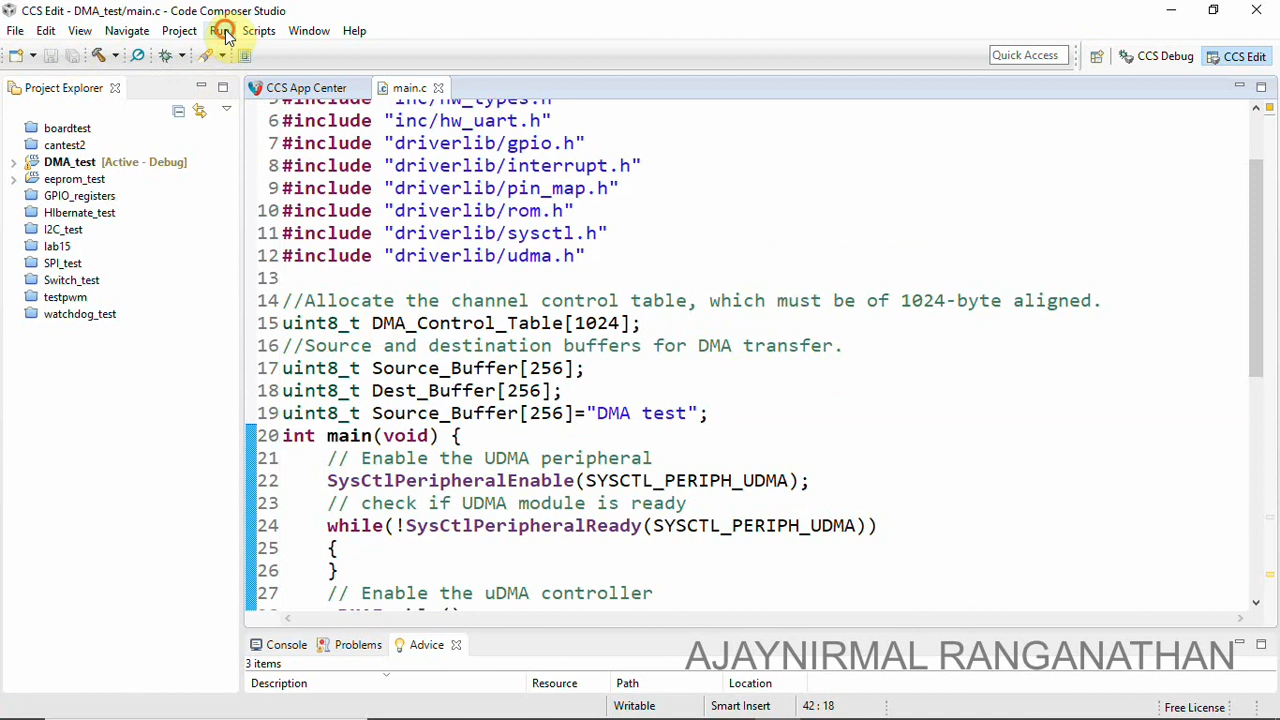 CCS Edit - DMA_test/main.c - Code Composer Studio
File Edit View Navigate Project Run Scripts Window Help
Quick Access CCS Debug CCS Edit
Project Explorer
CCS App Center main.c
boardtest
cantest2
DMA_test [Active - Debug]
eeprom_test
GPIO_registers
HIbernate_test
I2C_test
lab15
SPI_test
Switch_test
testpwm
watchdog_test
5 #include "inc/hw_types.h"
6 #include "inc/hw_uart.h"
7 #include "driverlib/gpio.h"
8 #include "driverlib/interrupt.h"
9 #include "driverlib/pin_map.h"
10 #include "driverlib/rom.h"
11 #include "driverlib/sysctl.h"
12 #include "driverlib/udma.h"
13
14 //Allocate the channel control table, which must be of 1024-byte aligned.
15 uint8_t DMA_Control_Table[1024];
16 //Source and destination buffers for DMA transfer.
17 uint8_t Source_Buffer[256];
18 uint8_t Dest_Buffer[256];
19 uint8_t Source_Buffer[256]="DMA test";
20 int main(void) {
21 // Enable the UDMA peripheral
22 SysCtlPeripheralEnable(SYSCTL_PERIPH_UDMA);
23 // check if UDMA module is ready
24 while(!SysCtlPeripheralReady(SYSCTL_PERIPH_UDMA))
25 {
26 }
27 // Enable the uDMA controller
Console Problems Advice
AJAYNIRMAL RANGANATHAN
3 items
Description Resource Path Location
Writable Smart Insert 42 : 18 Free License